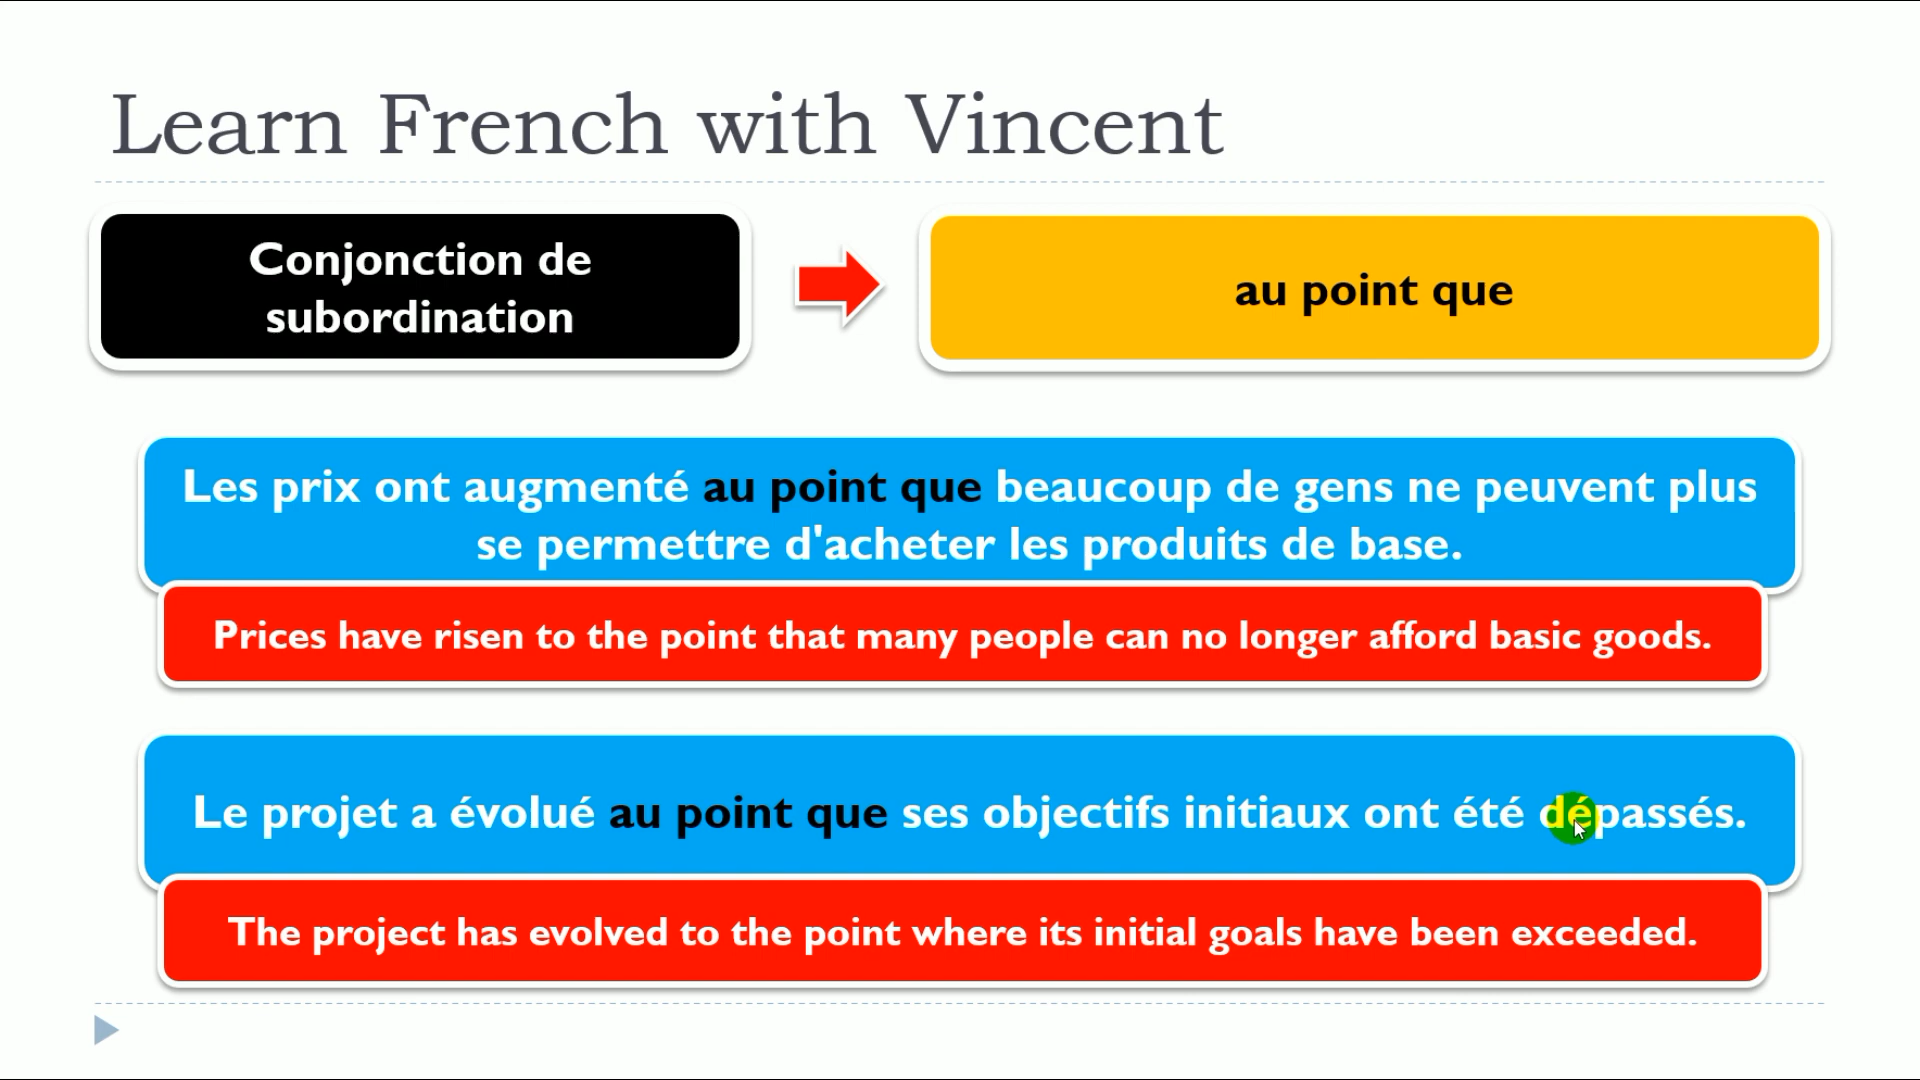 Learn French with Vincent
Conjonction de
subordination
au point que
Les prix ont augmenté au point que beaucoup de gens ne peuvent plus
se permettre d'acheter les produits de base.
Prices have risen to the point that many people can no longer afford basic goods.
Le projet a évolué au point que ses objectifs initiaux ont été dépassés.
The project has evolved to the point where its initial goals have been exceeded.